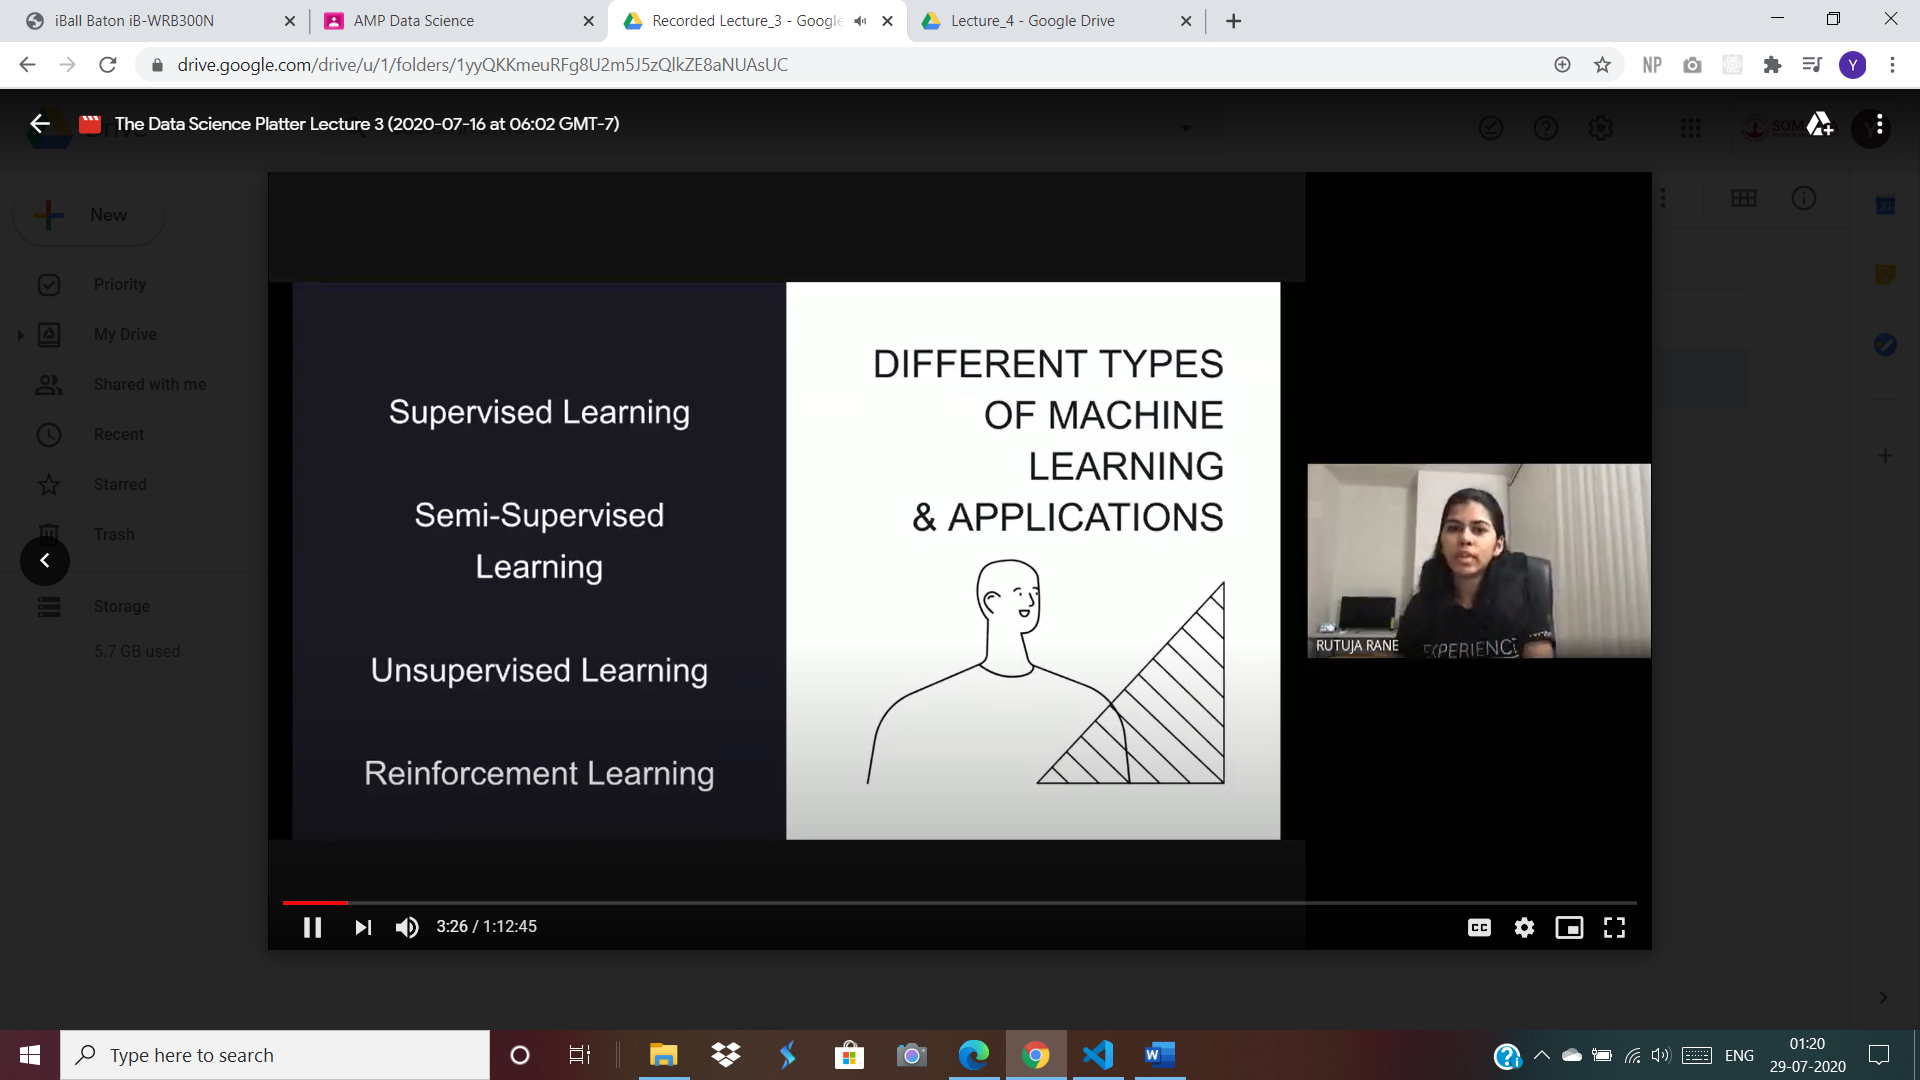 iBall Baton iB-WRB300N
AMP Data Science
Recorded Lecture_3 - Google
Lecture_4 - Google Drive
drive.google.com/drive/u/1/folders/1yyQKKmeuRFg8U2m5J5zQlkZE8aNUAsUC
NP
Y
The Data Science Platter Lecture 3 (2020-07-16 at 06:02 GMT-7)
New
Priority
My Drive
Shared with me
Recent
Starred
Trash
Storage
5.7 GB used
Supervised Learning
Semi-Supervised
Learning
Unsupervised Learning
Reinforcement Learning
DIFFERENT TYPES
OF MACHINE
LEARNING
& APPLICATIONS
RUTUJA RANE
EXPERIENCE
3:26 / 1:12:45
CC
Type here to search
ENG
01:20
29-07-2020